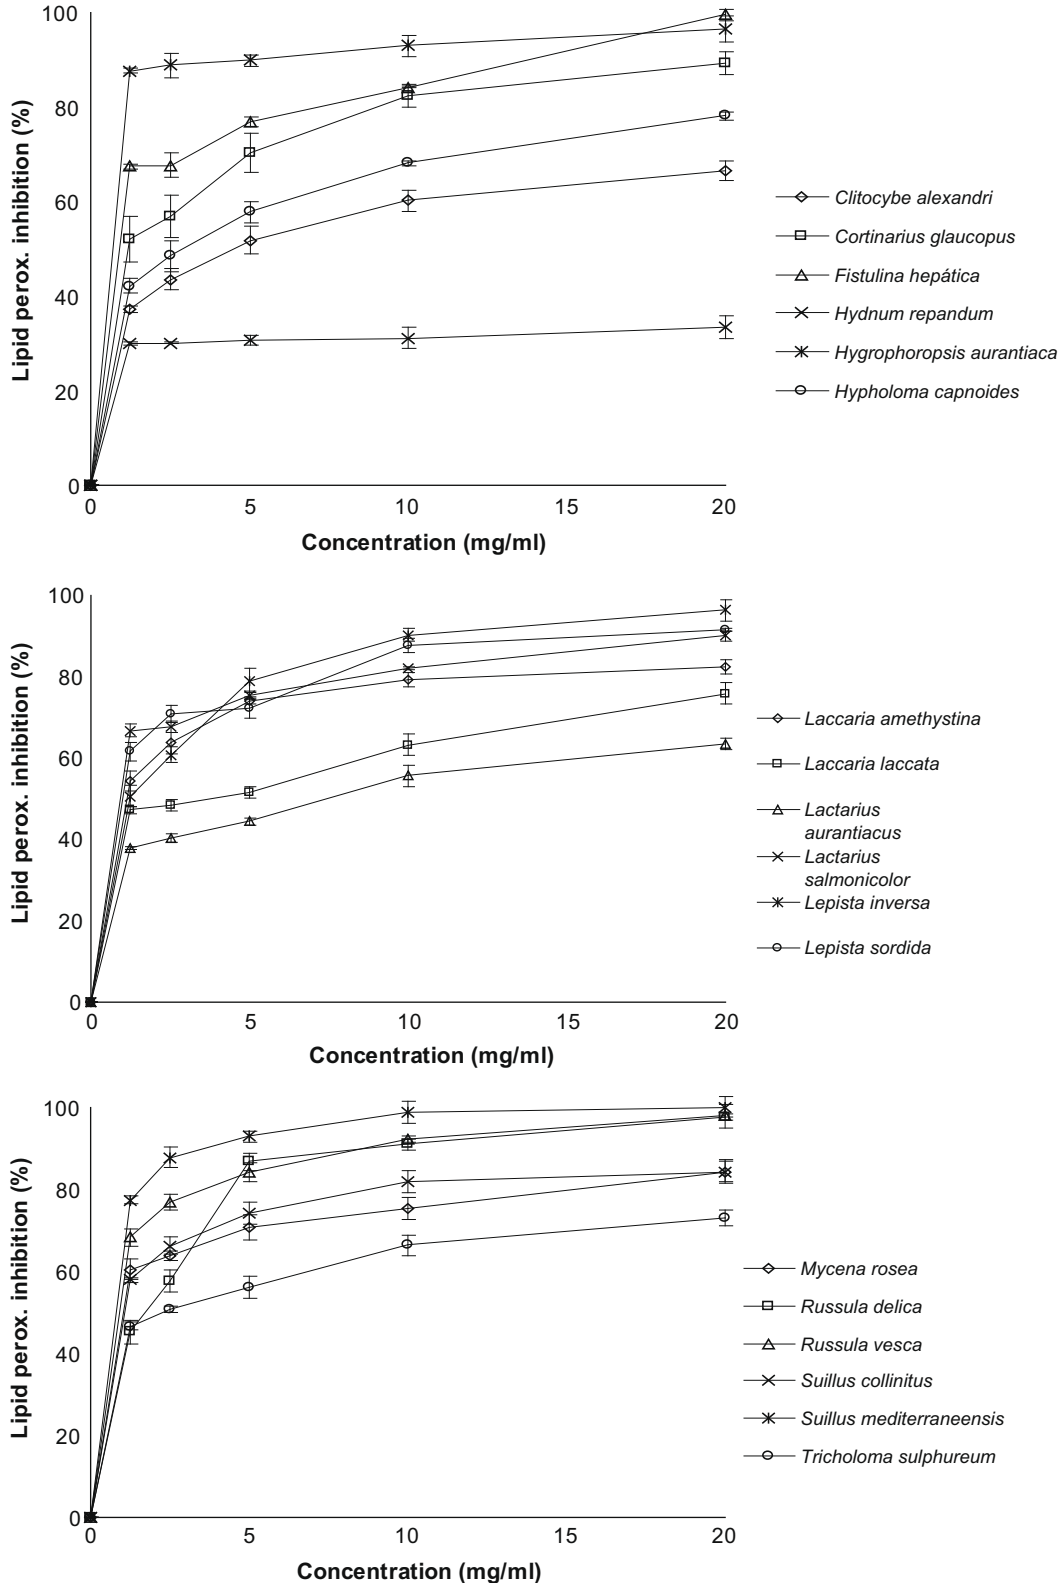 100
80
60
40
20
0
Lipid perox. inhibition (%)
0 5 10 15 20
Concentration (mg/ml)
Clitocybe alexandri
Cortinarius glaucopus
Fistulina hepática
Hydnum repandum
Hygrophoropsis aurantiaca
Hypholoma capnoides
100
80
60
40
20
0
Lipid perox. inhibition (%)
0 5 10 15 20
Concentration (mg/ml)
Laccaria amethystina
Laccaria laccata
Lactarius
aurantiacus
Lactarius
salmonicolor
Lepista inversa
Lepista sordida
100
80
60
40
20
0
Lipid perox. inhibition (%)
0 5 10 15 20
Concentration (mg/ml)
Mycena rosea
Russula delica
Russula vesca
Suillus collinitus
Suillus mediterraneensis
Tricholoma sulphureum